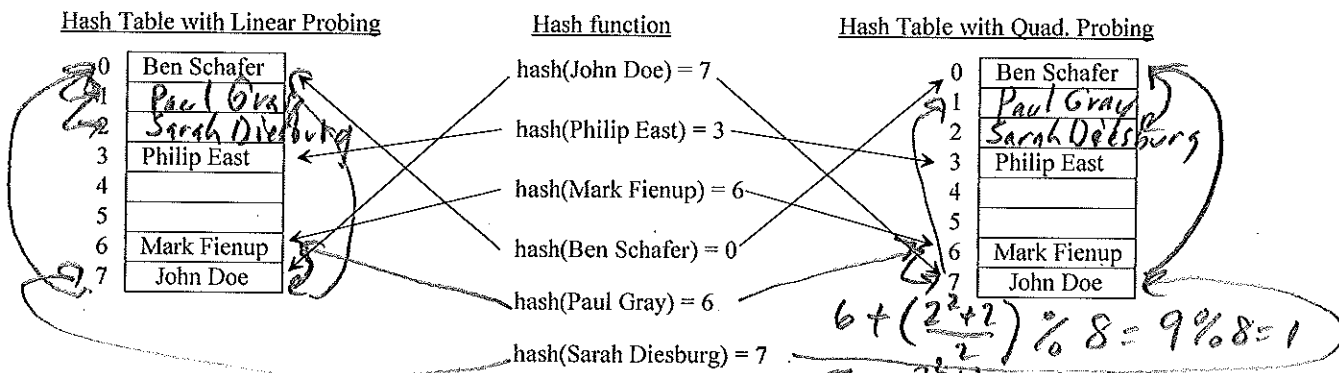 Hash Table with Linear Probing
0 Ben Schafer
1 Paul Gray
2 Sarah Diesburg
3 Philip East
4
5
6 Mark Fienup
7 John Doe
Hash function
hash(John Doe) = 7
hash(Philip East) = 3
hash(Mark Fienup) = 6
hash(Ben Schafer) = 0
hash(Paul Gray) = 6
hash(Sarah Diesburg) = 7
Hash Table with Quad. Probing
0 Ben Schafer
1 Paul Gray
2 Sarah Diesburg
3 Philip East
4
5
6 Mark Fienup
7 John Doe
6 + (2²+2 / 2) % 8 = 9%8=1